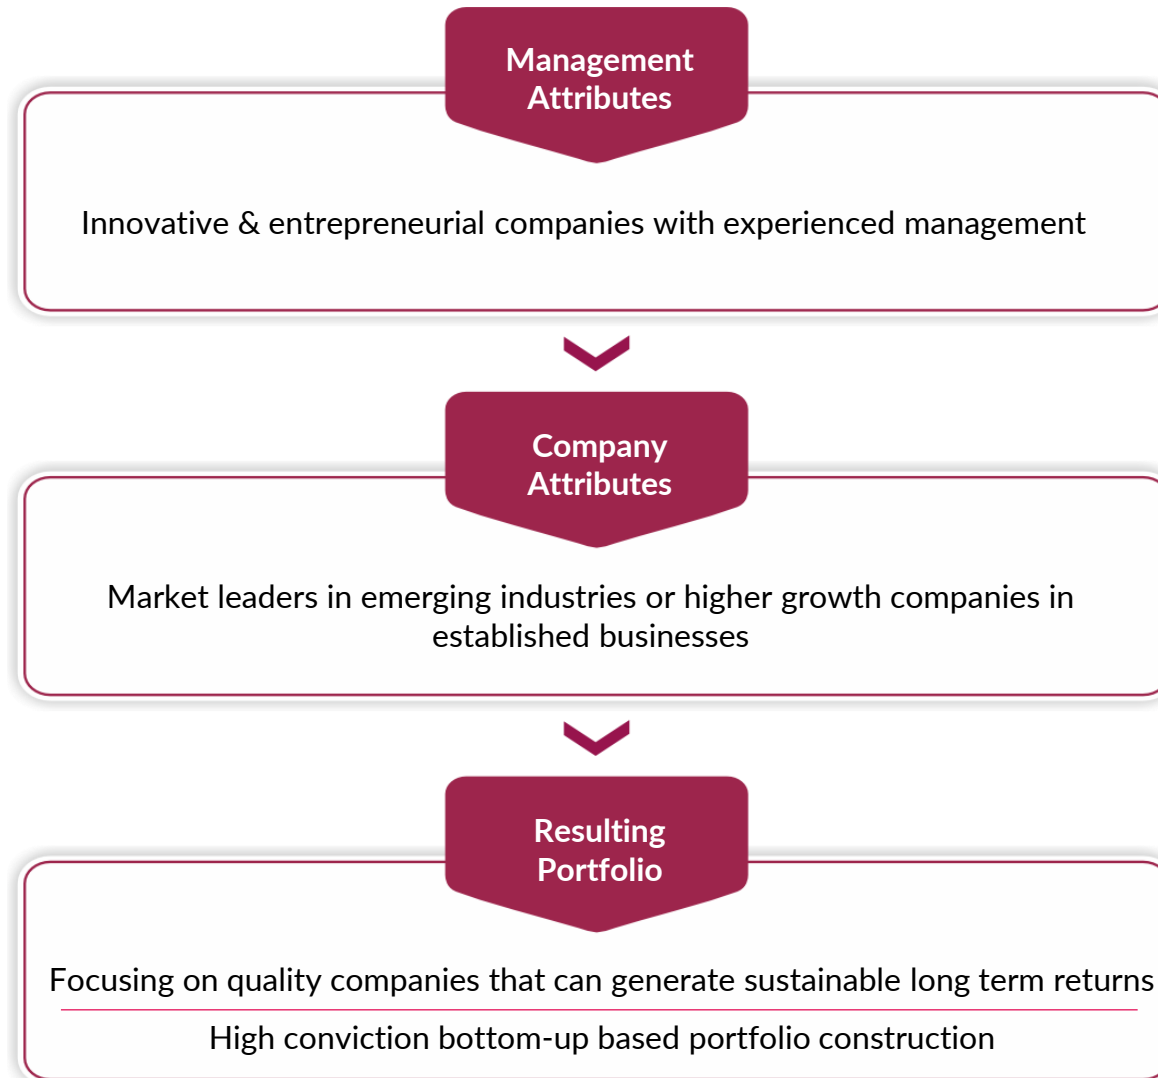 Management
Attributes
Innovative & entrepreneurial companies with experienced management
Company
Attributes
Market leaders in emerging industries or higher growth companies in
established businesses
Resulting
Portfolio
Focusing on quality companies that can generate sustainable long term returns
High conviction bottom-up based portfolio construction